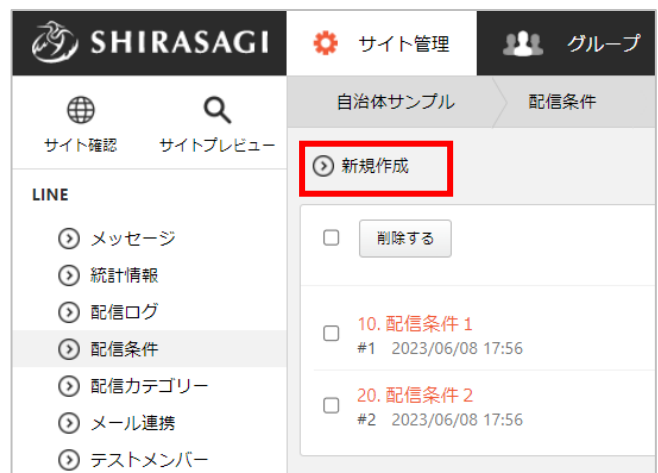 SHIRASAGI
サイト管理
グループ
サイト確認
サイトプレビュー
自治体サンプル
配信条件
新規作成
LINE
メッセージ
統計情報
配信ログ
配信条件
配信カテゴリー
メール連携
テストメンバー
削除する
10. 配信条件 1
#1 2023/06/08 17:56
20. 配信条件 2
#2 2023/06/08 17:56